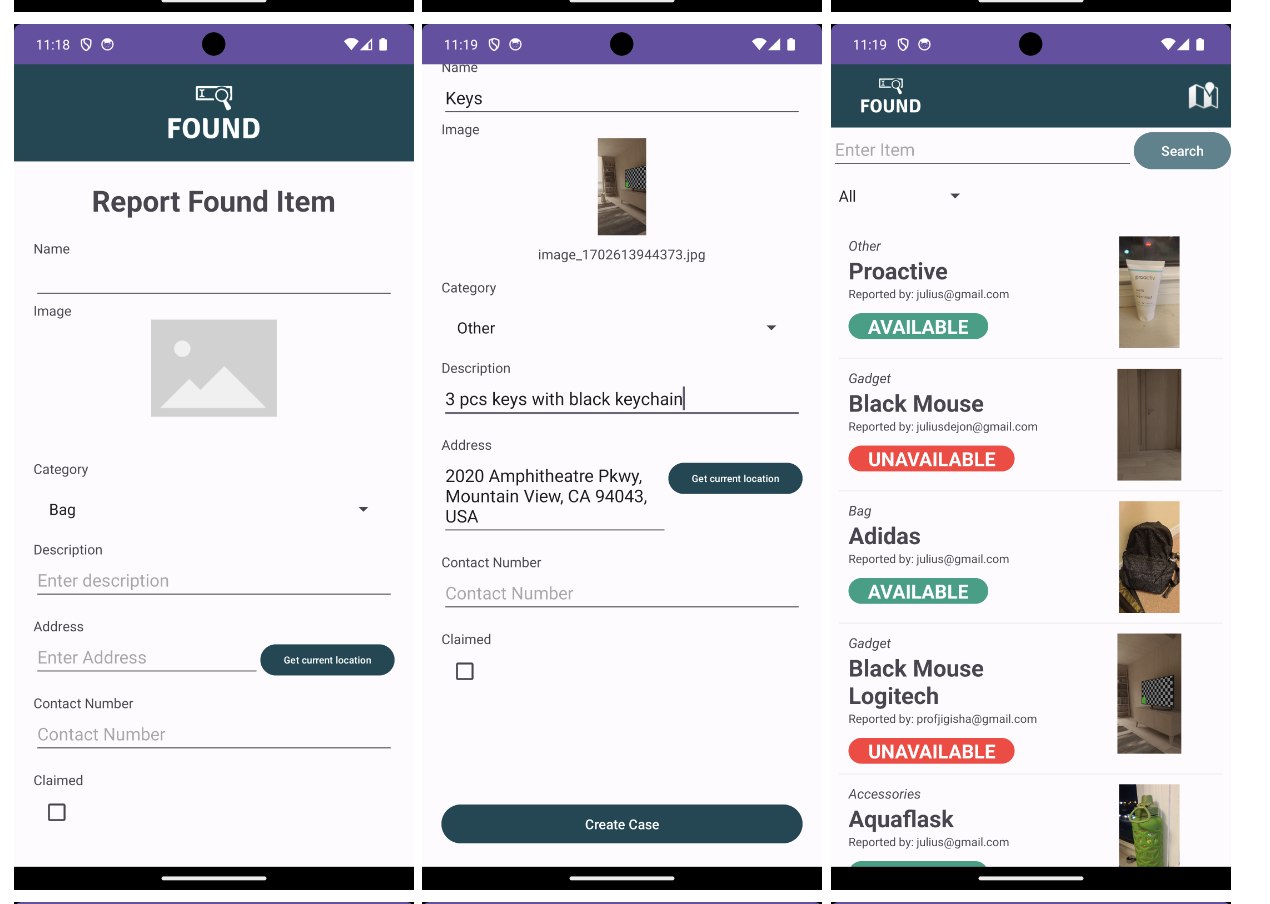 11:18
FOUND
Report Found Item
Name
Image
Category
Bag
Description
Enter description
Address
Enter Address
Get current location
Contact Number
Contact Number
Claimed
11:19
Name
Keys
Image
image_1702613944373.jpg
Category
Other
Description
3 pcs keys with black keychain
Address
2020 Amphitheatre Pkwy,
Mountain View, CA 94043,
USA
Get current location
Contact Number
Contact Number
Claimed
Create Case
11:19
FOUND
Enter Item
Search
All
Other
Proactive
Reported by: julius@gmail.com
AVAILABLE
Gadget
Black Mouse
Reported by: juliusdejon@gmail.com
UNAVAILABLE
Bag
Adidas
Reported by: julius@gmail.com
AVAILABLE
Gadget
Black Mouse
Logitech
Reported by: profjigisha@gmail.com
UNAVAILABLE
Accessories
Aquaflask
Reported by: julius@gmail.com